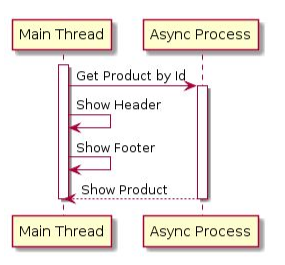 Main Thread
Async Process
Get Product by Id
Show Header
Show Footer
Show Product
Main Thread
Async Process